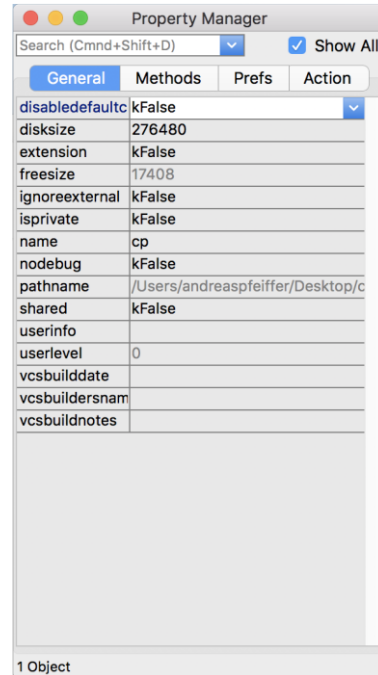 Property Manager
Search (Cmnd+Shift+D)
Show All
General Methods Prefs Action
disabledefaultc kFalse
disksize 276480
extension kFalse
freesize 17408
ignoreexternal kFalse
isprivate kFalse
name cp
nodebug kFalse
pathname /Users/andreaspfeiffer/Desktop/c
shared kFalse
userinfo
userlevel 0
vcsbuilddate
vcsbuildersnam
vcsbuildnotes
1 Object